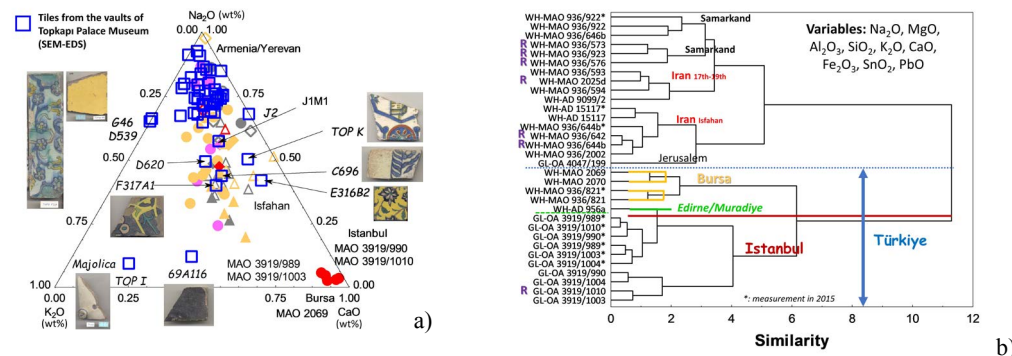 Tiles from the vaults of
Topkapı Palace Museum
(SEM-EDS)
Na₂O (wt%)
0.00 1.00
Armenia/Yerevan
0.25
0.75
J1M1
J2
G46
D539
TOP K
0.50
0.50
D620
C696
F317A1
E316B2
Isfahan
0.75
0.25
Istanbul
MAO 3919/990
MAO 3919/1010
MAO 3919/989
MAO 3919/1003
Majolica
TOP I
69A116
1.00
0.00
0.00
0.25
0.75
1.00
K₂O
(wt%)
Bursa
MAO 2069
CaO
(wt%)
a)
WH-MAO 936/922*
WH-MAO 936/922
WH-MAO 936/646b
R WH-MAO 936/573
R WH-MAO 936/923
R WH-MAO 936/576
WH-MAO 936/593
R WH-MAO 2025d
WH-MAO 936/594
WH-AD 9099/2
WH-AD 15117*
WH-AD 15117
WH-MAO 936/644b*
R WH-MAO 936/642
R WH-MAO 936/644b
WH-MAO 936/2002
GL-OA 4047/199
WH-MAO 2069
WH-MAO 2070
WH-MAO 936/821*
WH-MAO 936/821
WH-AD 956a
GL-OA 3919/989*
GL-OA 3919/1010*
GL-OA 3919/990*
GL-OA 3919/989*
GL-OA 3919/1003*
GL-OA 3919/1004*
GL-OA 3919/990
GL-OA 3919/1004
R GL-OA 3919/1010
GL-OA 3919/1003
Samarkand
Samarkand
Iran 17th-19th
Iran Isfahan
Jerusalem
Bursa
Edirne/Muradiye
Istanbul
Türkiye
Variables: Na₂O, MgO,
Al₂O₃, SiO₂, K₂O, CaO,
Fe₂O₃, SnO₂, PbO
*: measurement in 2015
0 2 4 6 8 10 12
Similarity
b)